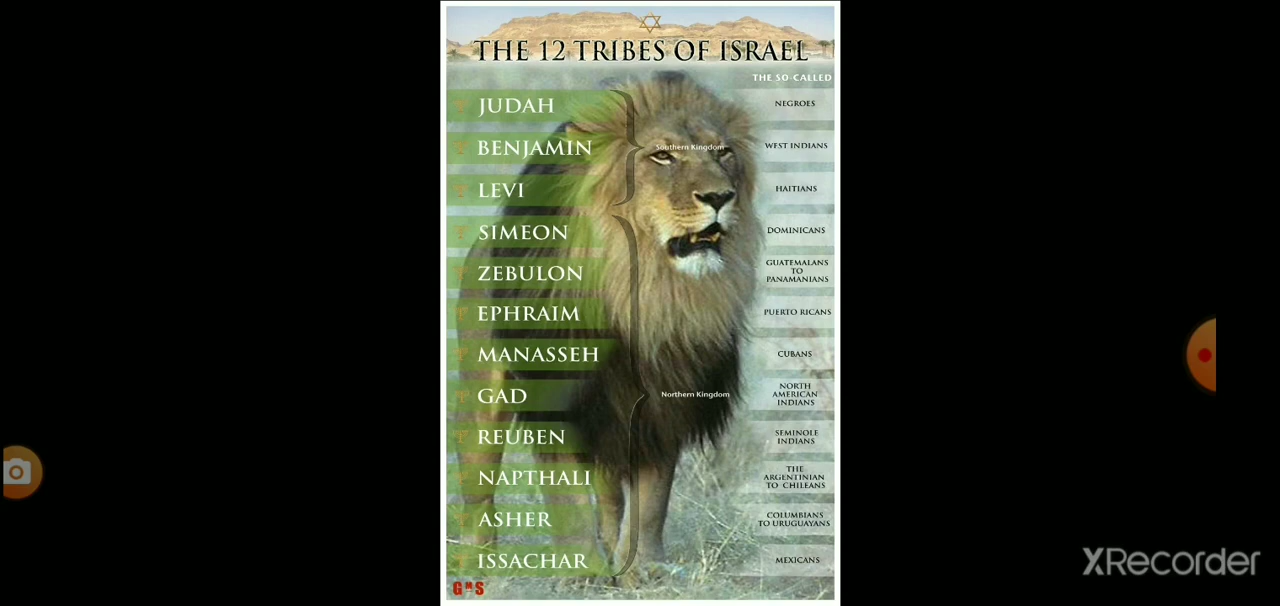 THE 12 TRIBES OF ISRAEL
THE SO-CALLED
JUDAH
NEGROES
BENJAMIN
Southern Kingdom
WEST INDIANS
LEVI
HAITIANS
SIMEON
DOMINICANS
ZEBULON
GUATEMALANS
TO
PANAMANIANS
EPHRAIM
PUERTO RICANS
MANASSEH
CUBANS
GAD
Northern Kingdom
NORTH
AMERICAN
INDIANS
REUBEN
SEMINOLE
INDIANS
NAPTHALI
THE
ARGENTINIAN
TO CHILEANS
ASHER
COLUMBIANS
TO URUGUAYANS
ISSACHAR
MEXICANS
GMS
XRecorder